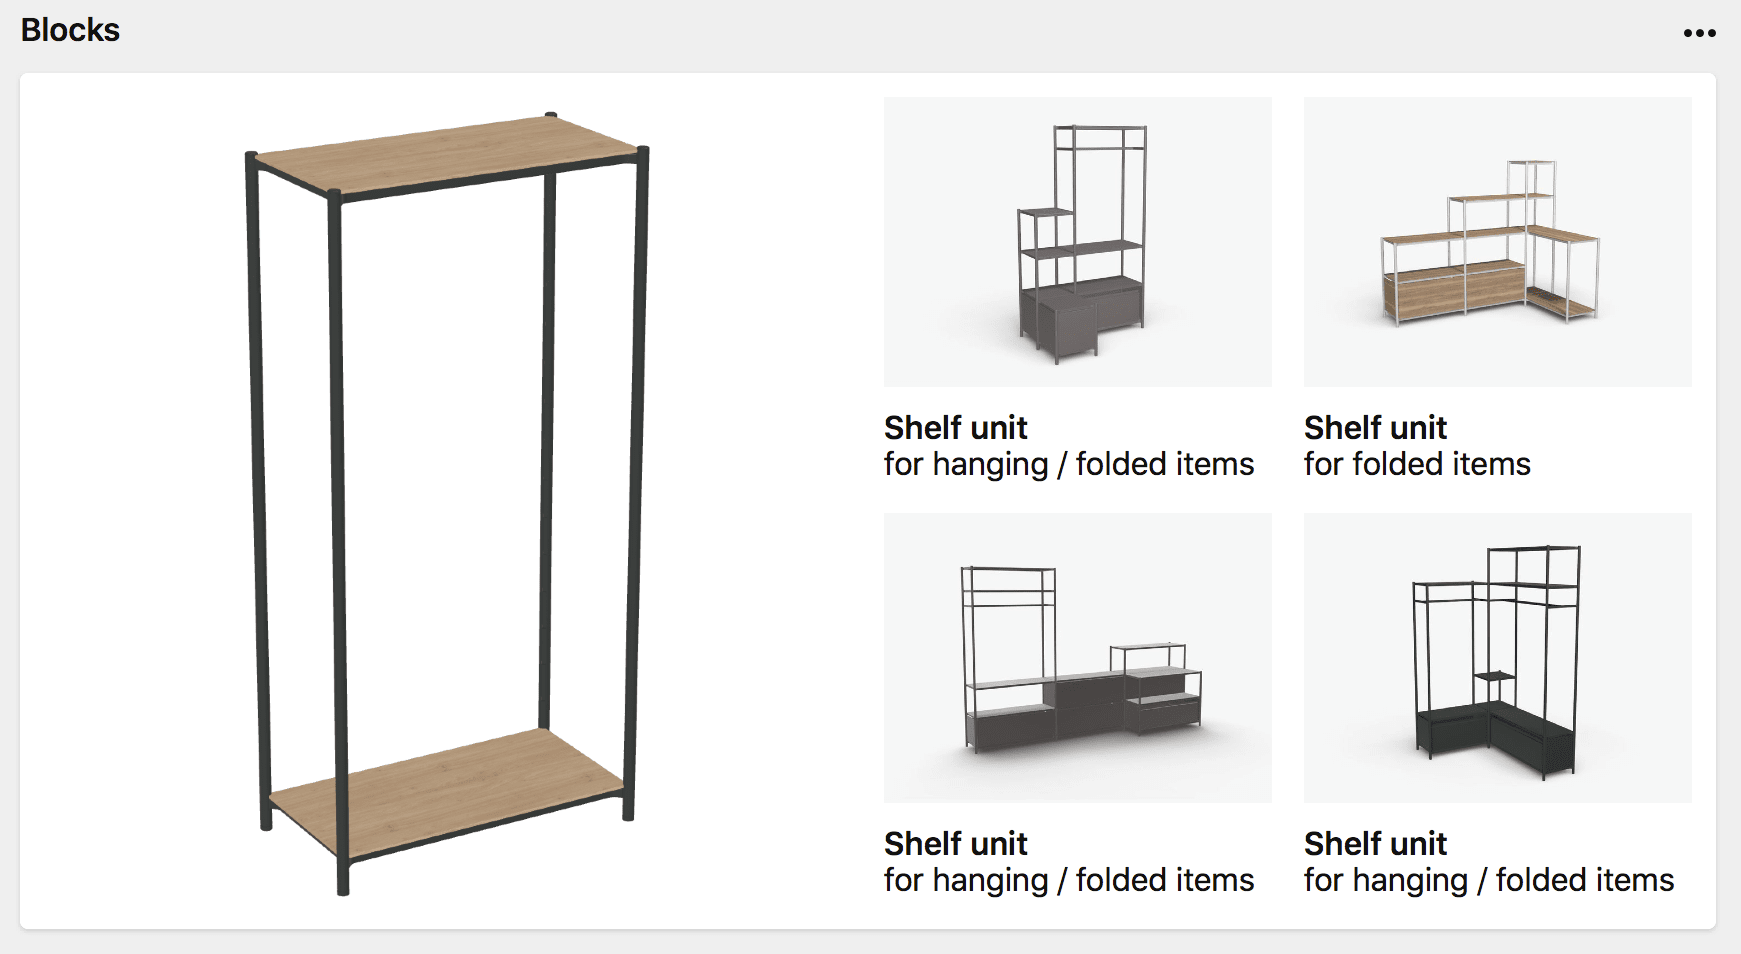 Blocks
Shelf unit
for hanging / folded items
Shelf unit
for folded items
Shelf unit
for hanging / folded items
Shelf unit
for hanging / folded items